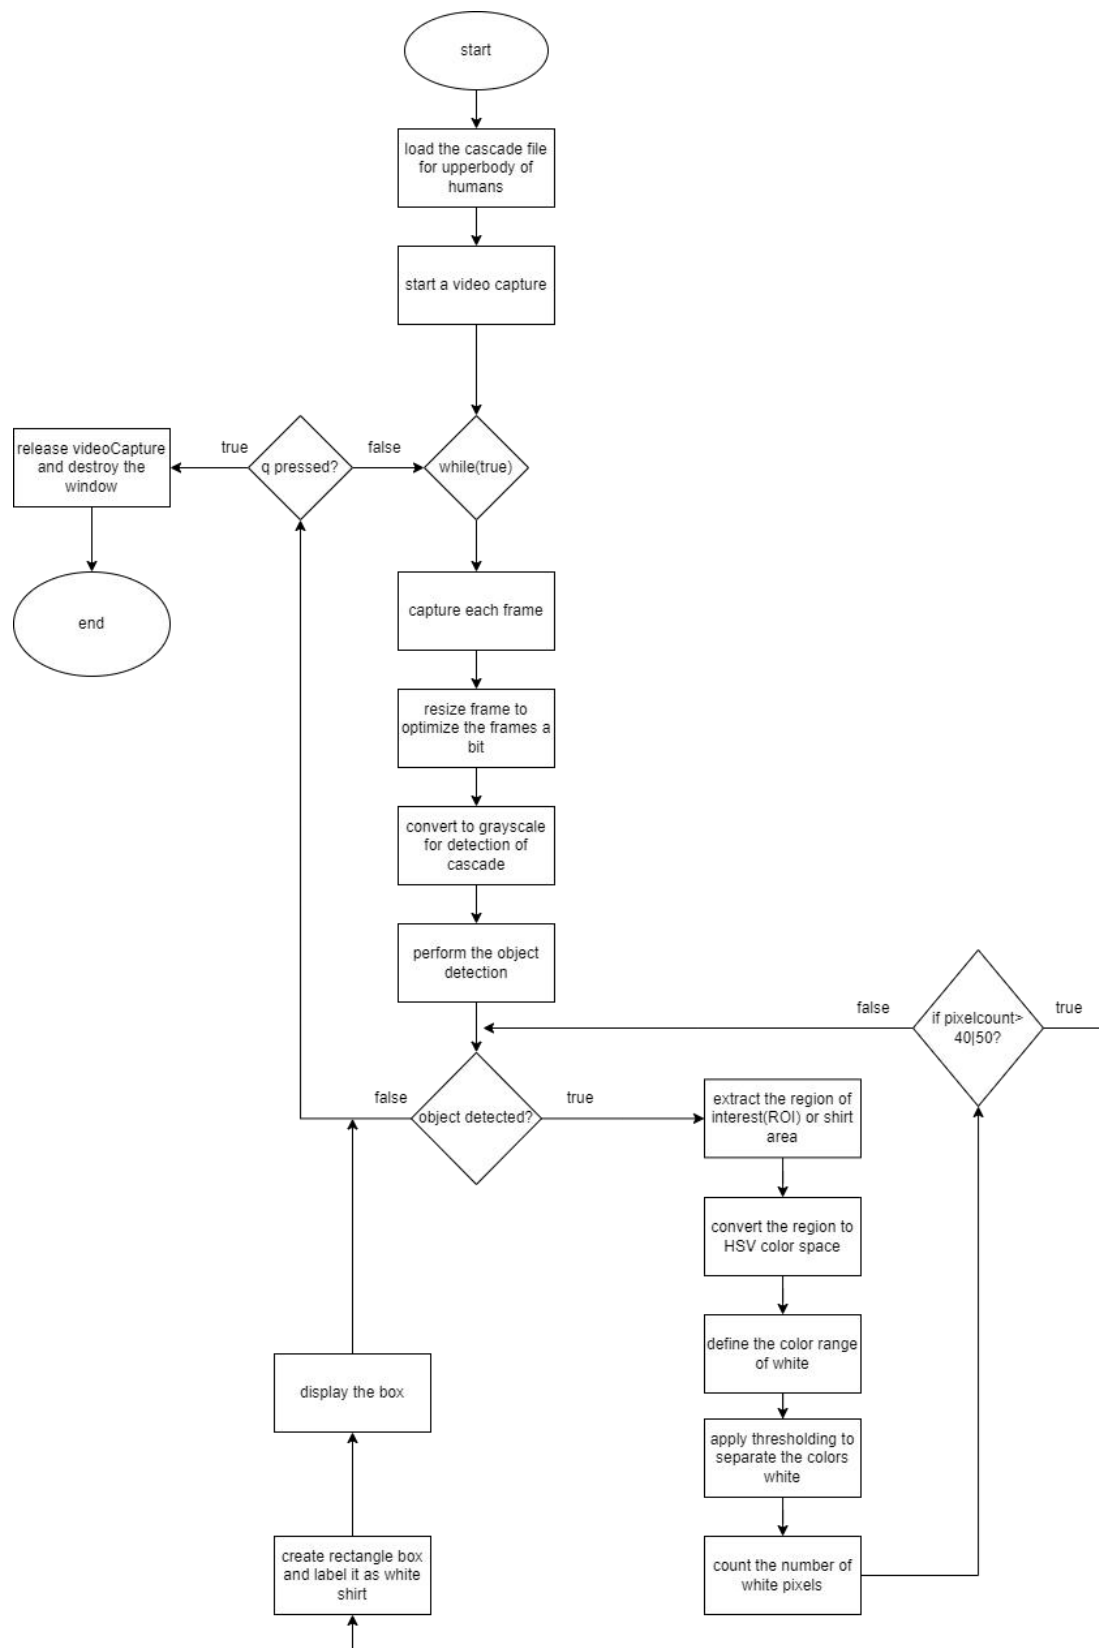 start
load the cascade file
for upperbody of
humans
start a video capture
release videoCapture
and destroy the
window
true
q pressed?
false
while(true)
end
capture each frame
resize frame to
optimize the frames a
bit
convert to grayscale
for detection of
cascade
perform the object
detection
false
if pixelcount>
40|50?
true
false
object detected?
true
extract the region of
interest(ROI) or shirt
area
convert the region to
HSV color space
define the color range
of white
display the box
apply thresholding to
separate the colors
white
create rectangle box
and label it as white
shirt
count the number of
white pixels